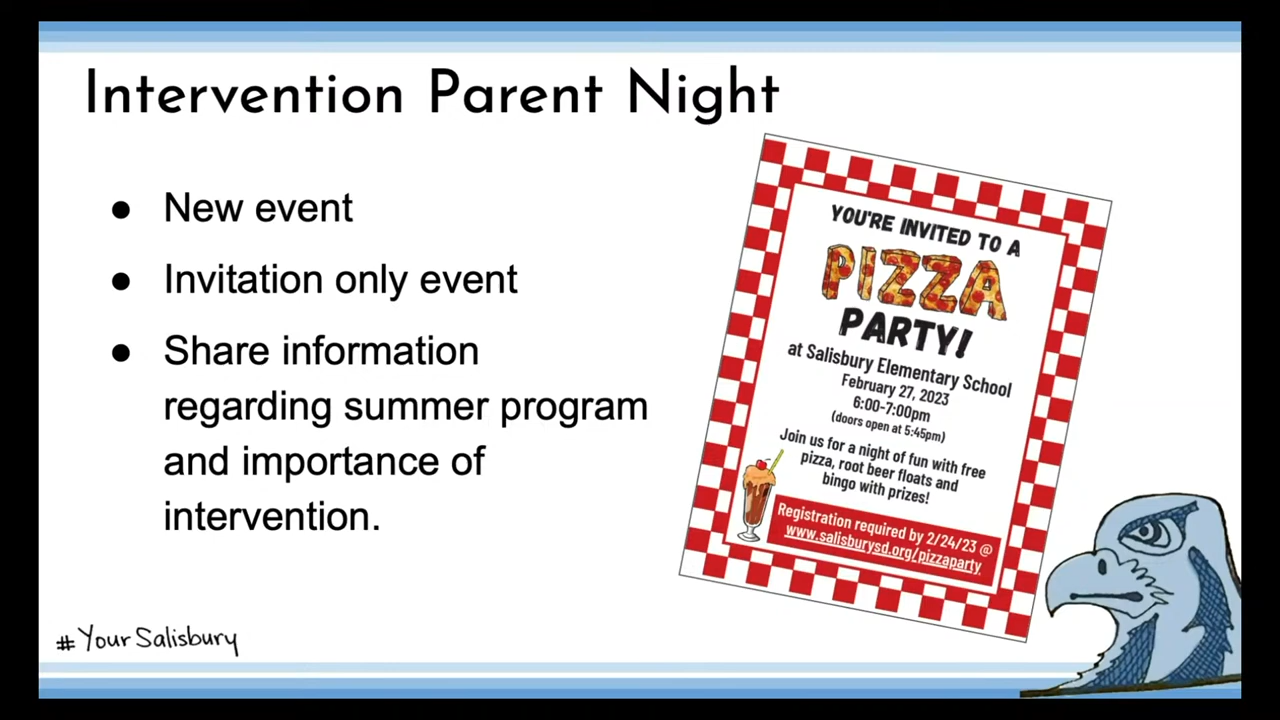 Intervention Parent Night
● New event
● Invitation only event
● Share information
regarding summer program
and importance of
intervention.
YOU'RE INVITED TO A
PIZZA
PARTY!
at Salisbury Elementary School
February 27, 2023
6:00-7:00pm
(doors open at 5:45pm)
Join us for a night of fun with free
pizza, root beer floats and
bingo with prizes!
Registration required by 2/24/23 @
www.salisburysd.org/pizzaparty
#YourSalisbury